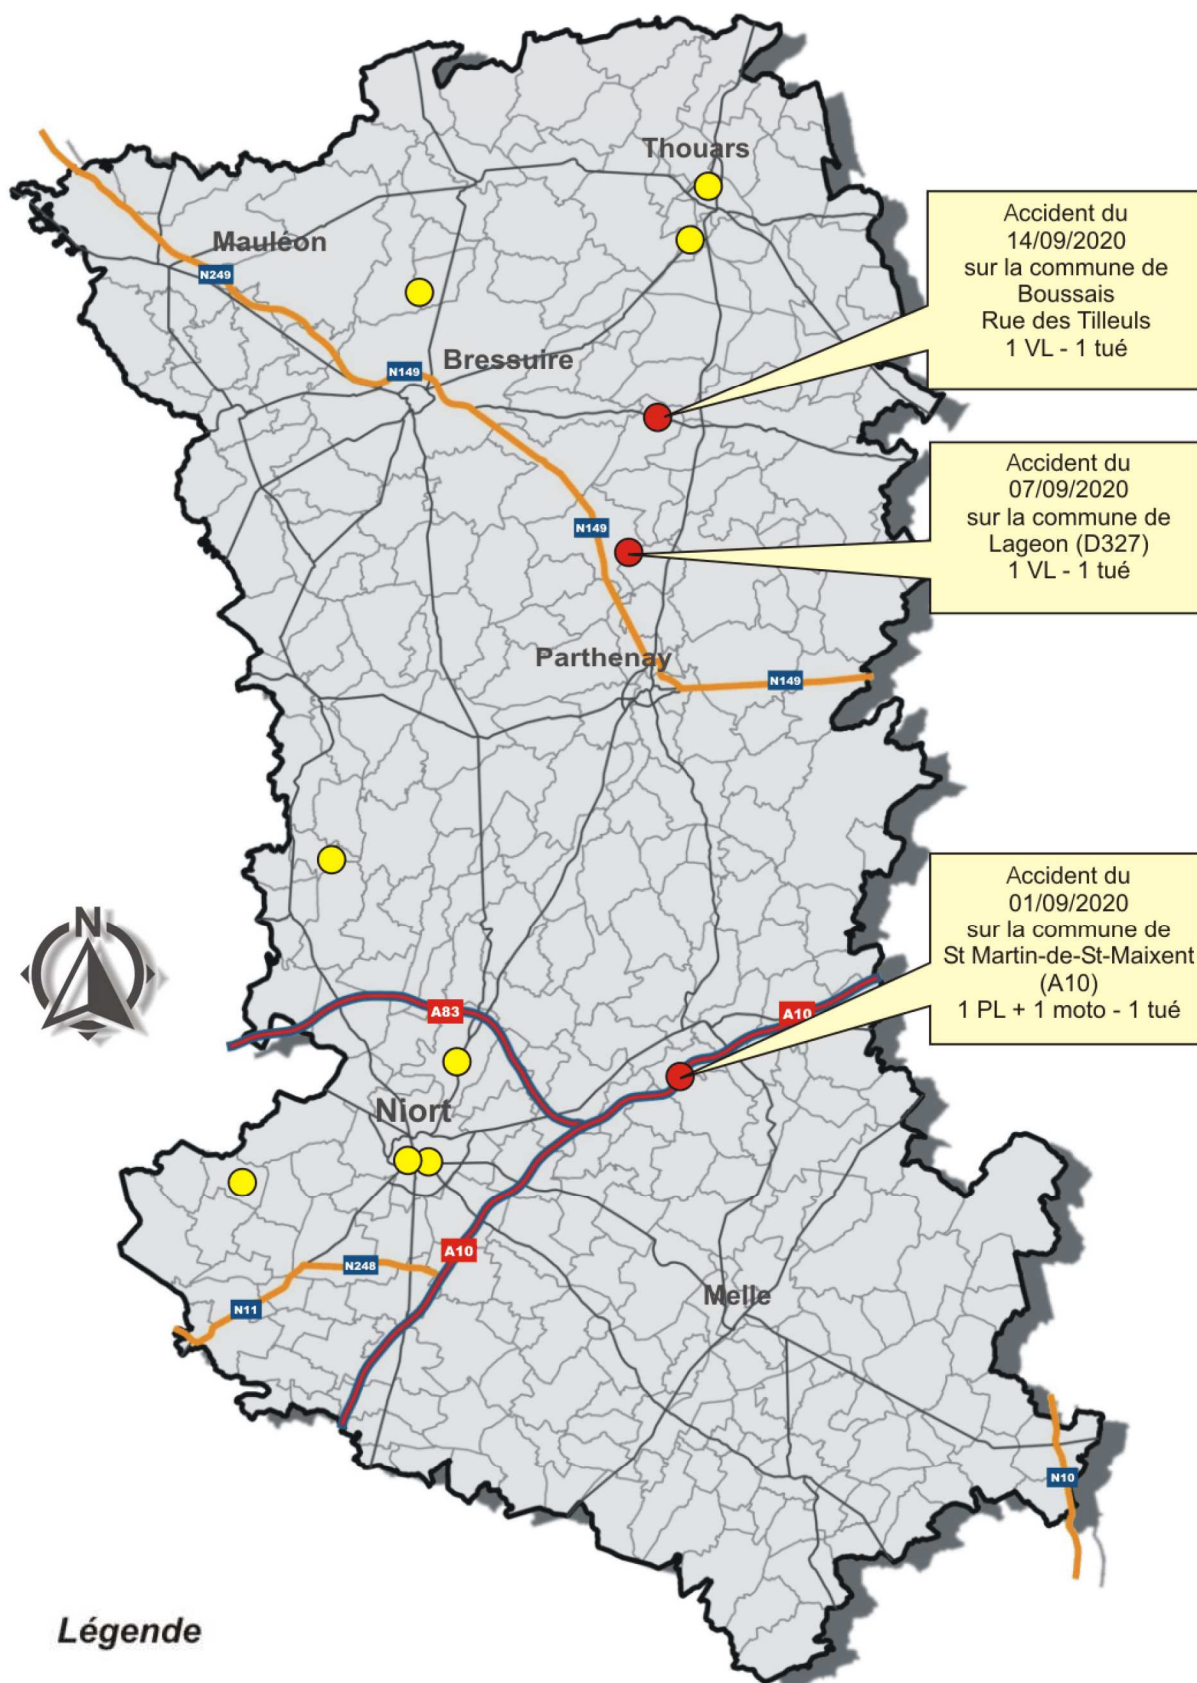 Thouars
Accident du
14/09/2020
sur la commune de
Boussais
Rue des Tilleuls
1 VL - 1 tué
Mauléon
N249
Bressuire
N149
Accident du
07/09/2020
sur la commune de
Lageon (D327)
1 VL - 1 tué
N149
Parthenay
N149
Accident du
01/09/2020
sur la commune de
St Martin-de-St-Maixent
(A10)
1 PL + 1 moto - 1 tué
N
A83
A10
Niort
A10
N248
N11
Melle
N10
Légende